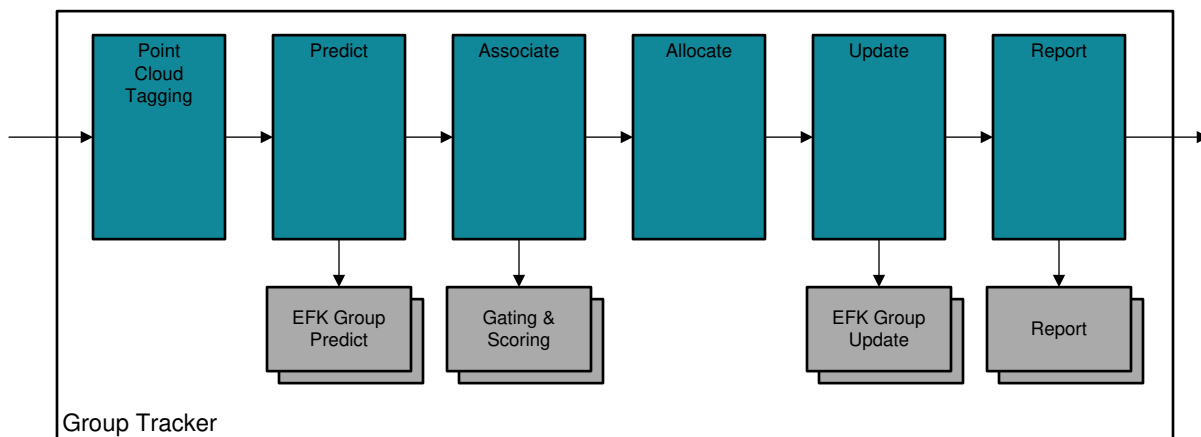 Point
Cloud
Tagging
Predict
Associate
Allocate
Update
Report
EFK Group
Predict
Gating &
Scoring
EFK Group
Update
Report
Group Tracker